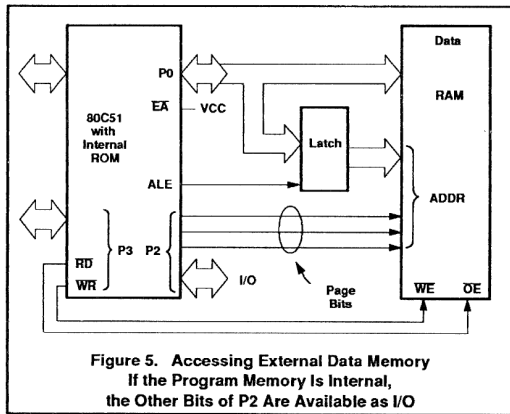 Data
P0
RAM
EA
VCC
80C51
with
Internal
ROM
Latch
ALE
ADDR
P3
P2
RD
WR
I/O
Page
Bits
WE
OE
Figure 5. Accessing External Data Memory
If the Program Memory Is Internal,
the Other Bits of P2 Are Available as I/O